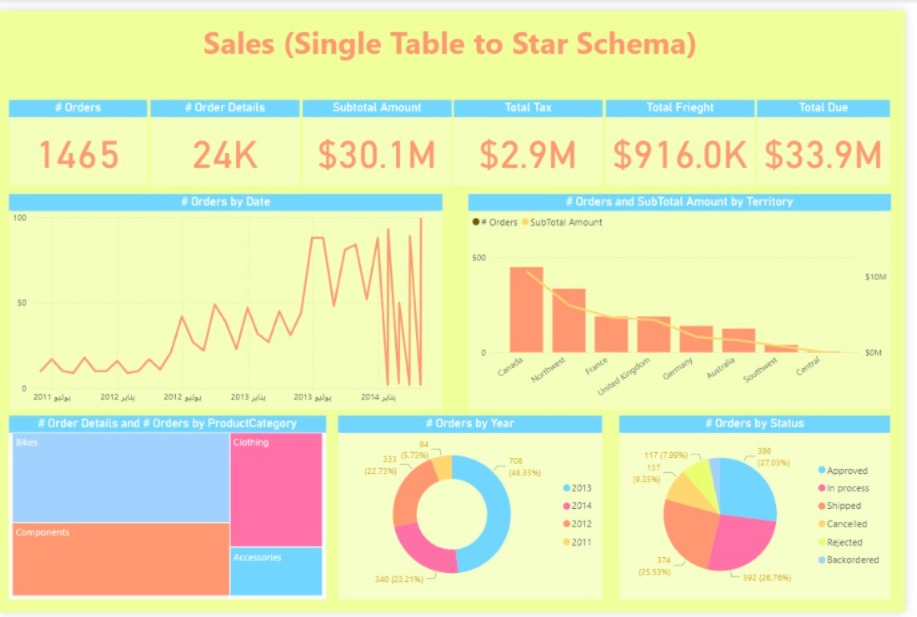 Sales (Single Table to Star Schema)
# Orders
# Order Details
Subtotal Amount
Total Tax
Total Frieght
Total Due
1465
24K
$30.1M
$2.9M
$916.0K
$33.9M
# Orders by Date
100
50
0
يوليو 2011
يناير 2012
يوليو 2012
يناير 2013
يوليو 2013
يناير 2014
# Orders and SubTotal Amount by Territory
# Orders
SubTotal Amount
500
0
$10M
$0M
Canada
Northwest
France
United Kingdom
Germany
Australia
Southwest
Central
# Order Details and # Orders by ProductCategory
Bikes
Clothing
Components
Accessories
# Orders by Year
84
(5.73%)
333
(22.73%)
708
(48.33%)
340 (23.21%)
2013
2014
2012
2011
# Orders by Status
117 (7.99%)
137
(9.35%)
396
(27.03%)
374
(25.53%)
392 (26.76%)
Approved
In process
Shipped
Cancelled
Rejected
Backordered